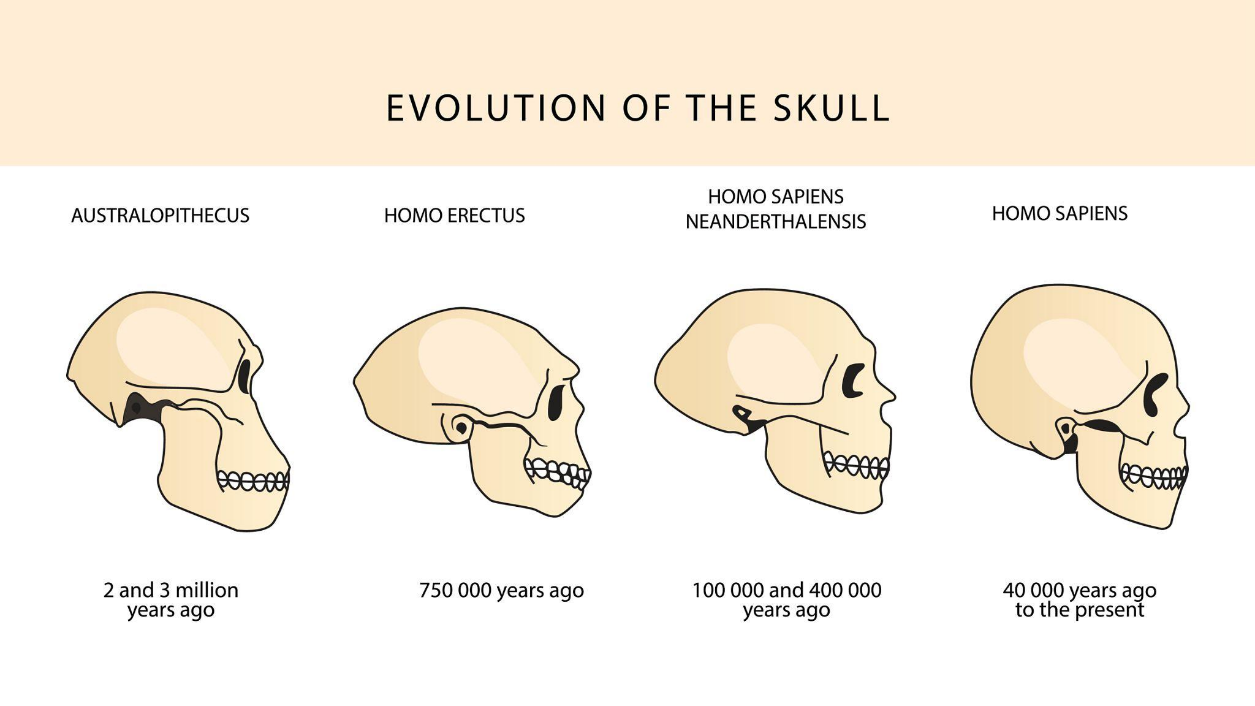 EVOLUTION OF THE SKULL
AUSTRALOPITHECUS
HOMO ERECTUS
HOMO SAPIENS
NEANDERTHALENSIS
HOMO SAPIENS
2 and 3 million
years ago
750 000 years ago
100 000 and 400 000
years ago
40 000 years ago
to the present